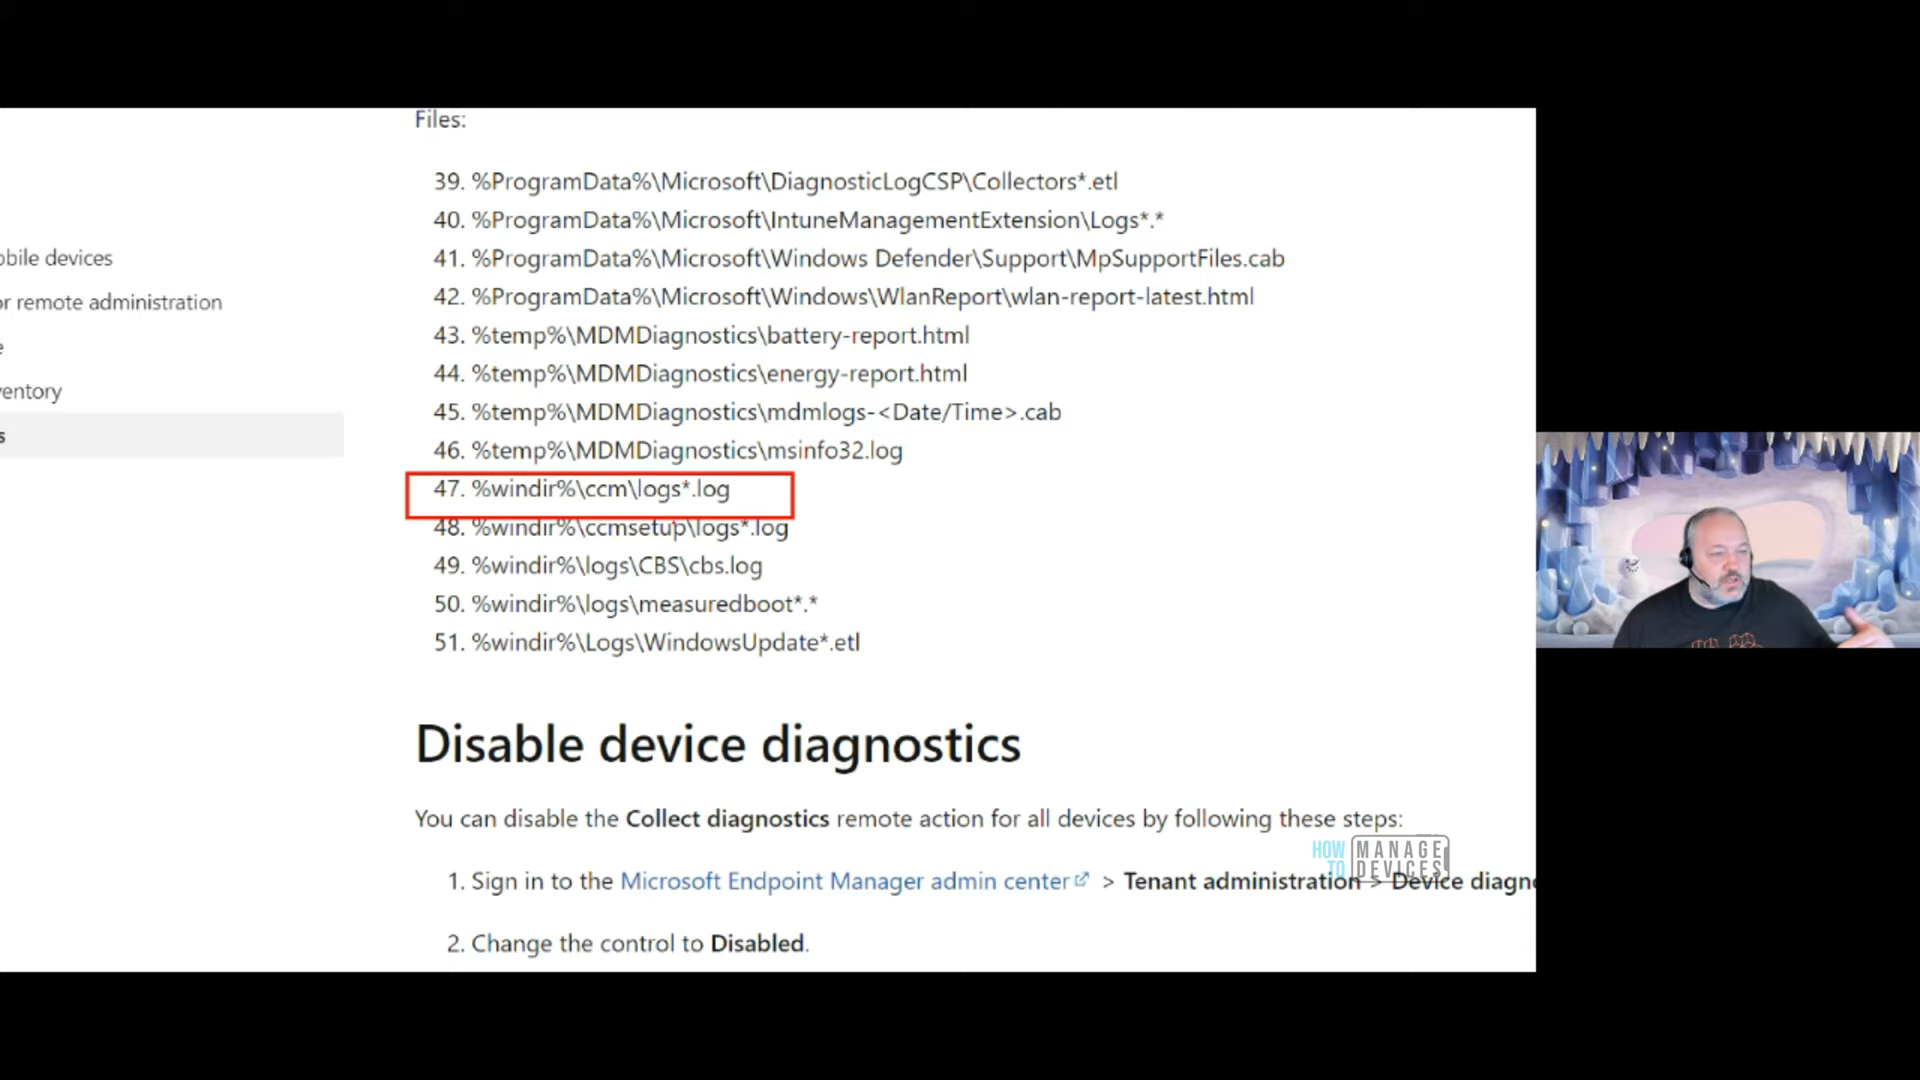 Files:
39. %ProgramData%\Microsoft\DiagnosticLogCSP\Collectors*.etl
40. %ProgramData%\Microsoft\IntuneManagementExtension\Logs*.*
obile devices
41. %ProgramData%\Microsoft\Windows Defender\Support\MpSupportFiles.cab
or remote administration
42. %ProgramData%\Microsoft\Windows\WlanReport\wlan-report-latest.html
e
43. %temp%\MDMDiagnostics\battery-report.html
44. %temp%\MDMDiagnostics\energy-report.html
ventory
45. %temp%\MDMDiagnostics\mdmlogs-<Date/Time>.cab
s
46. %temp%\MDMDiagnostics\msinfo32.log
47. %windir%\ccm\logs*.log
48. %windir%\ccmsetup\logs*.log
49. %windir%\logs\CBS\cbs.log
50. %windir%\logs\measuredboot*.*
51. %windir%\Logs\WindowsUpdate*.etl
Disable device diagnostics
You can disable the Collect diagnostics remote action for all devices by following these steps:
HOW TO MANAGE DEVICES
1. Sign in to the Microsoft Endpoint Manager admin center > Tenant administration > Device diagno
2. Change the control to Disabled.